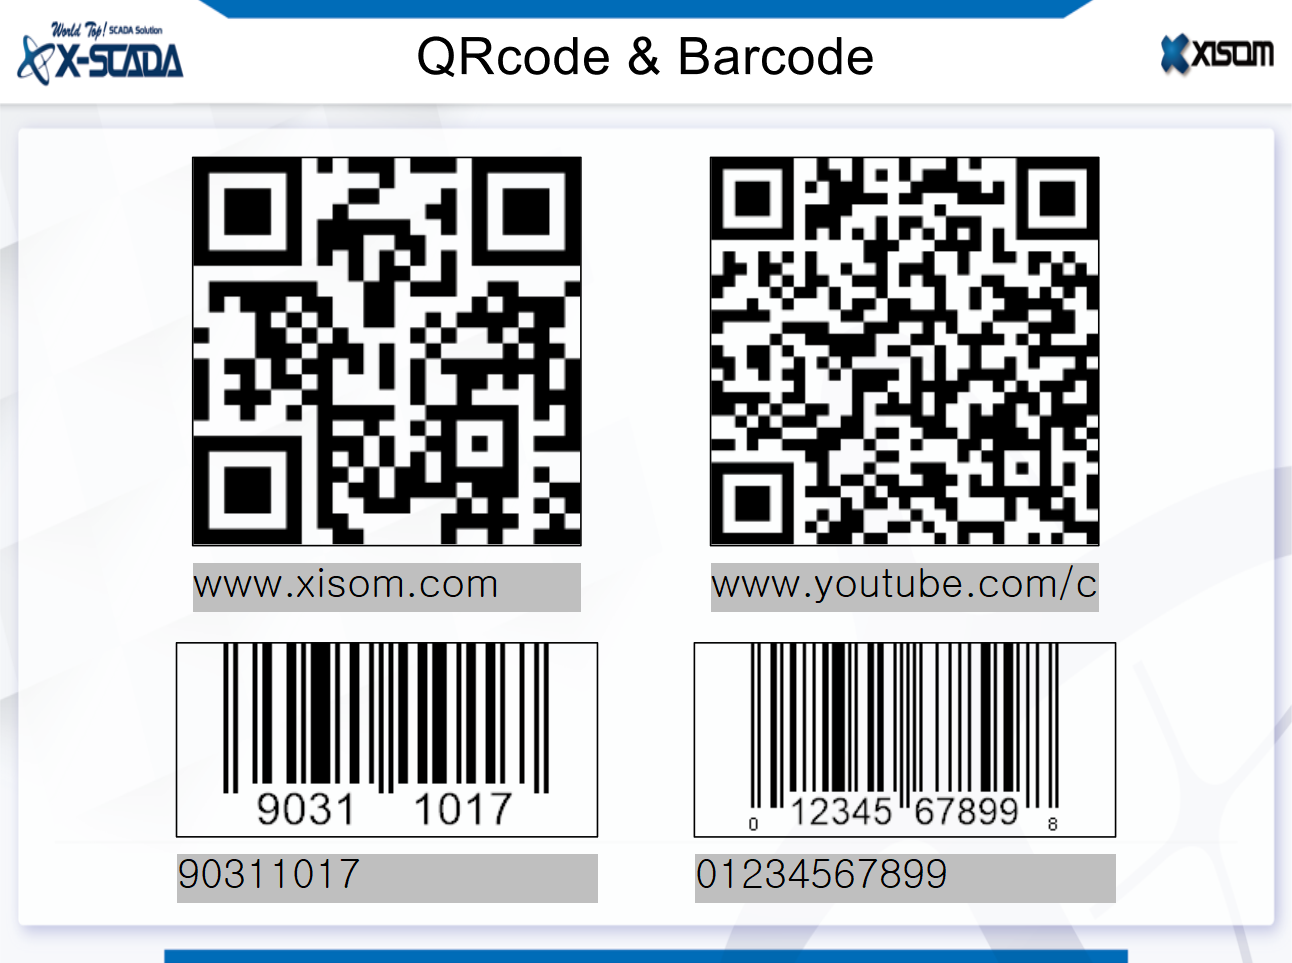 World Top! SCADA Solution
X-SCADA
QRcode & Barcode
XISOM
www.xisom.com
www.youtube.com/c
9031 1017
0 12345 67899 8
90311017
01234567899